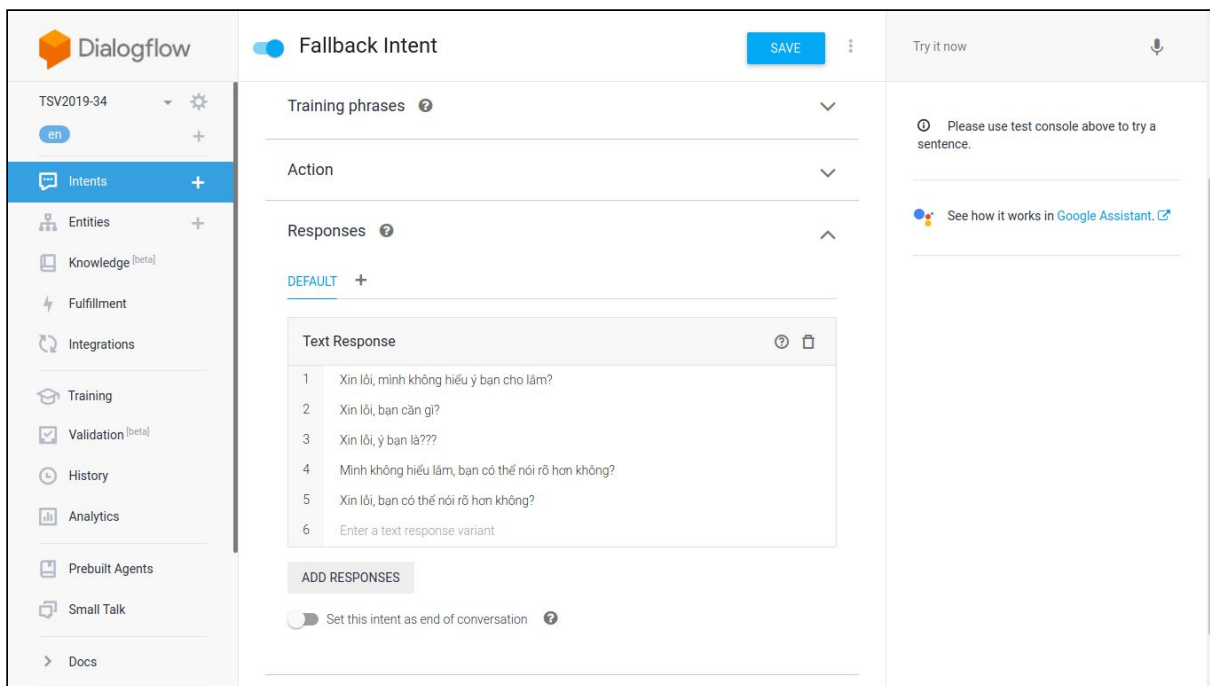 Dialogflow
Fallback Intent
SAVE
Try it now
TSV2019-34
en
Intents
Entities
Knowledge [beta]
Fulfillment
Integrations
Training
Validation [beta]
History
Analytics
Prebuilt Agents
Small Talk
Docs
Training phrases
Action
Responses
DEFAULT
Text Response
1 Xin lỗi, mình không hiểu ý bạn cho lắm?
2 Xin lỗi, bạn cần gì?
3 Xin lỗi, ý bạn là???
4 Mình không hiểu lắm, bạn có thể nói rõ hơn không?
5 Xin lỗi, bạn có thể nói rõ hơn không?
6 Enter a text response variant
ADD RESPONSES
Set this intent as end of conversation
Please use test console above to try a
sentence.
See how it works in Google Assistant.